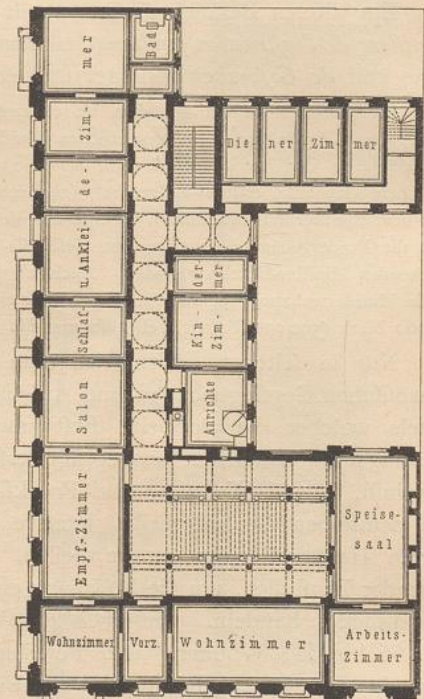 Bad
mer
Zim-
de-
u. Anklei-
Schlaf-
Die-
ner
Zim-
mer
Kin-
der-
Zim-
mer
Anrichte
Salon
Empf-Zimmer
Speise-
saal
Wohnzimmer
Vorz.
Wohnzimmer
Arbeits-
Zimmer